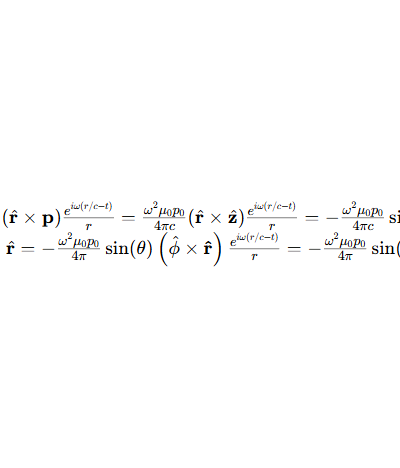 (r̂ × p) e^{iω(r/c−t)}/r = ω²μ₀p₀/4πc (r̂ × ẑ) e^{iω(r/c−t)}/r = − ω²μ₀p₀/4πc
r̂ = − ω²μ₀p₀/4π sin(θ) (ϕ̂ × r̂) e^{iω(r/c−t)}/r = − ω²μ₀p₀/4π sin(